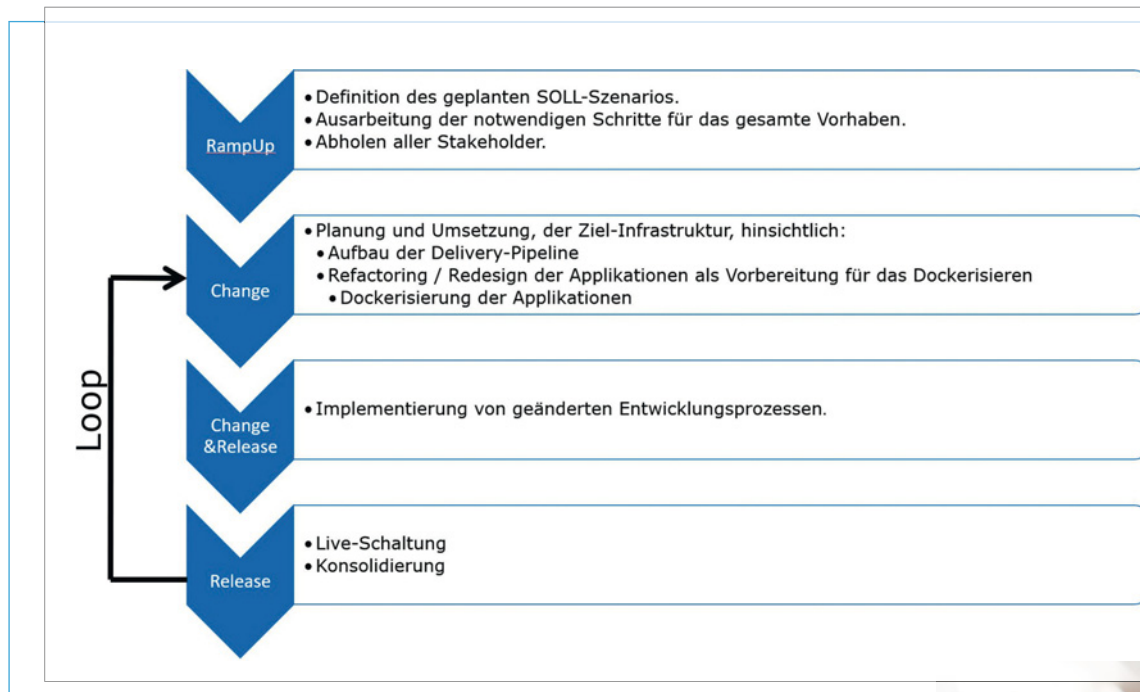 RampUp
• Definition des geplanten SOLL-Szenarios.
• Ausarbeitung der notwendigen Schritte für das gesamte Vorhaben.
• Abholen aller Stakeholder.
Change
• Planung und Umsetzung, der Ziel-Infrastruktur, hinsichtlich:
• Aufbau der Delivery-Pipeline
• Refactoring / Redesign der Applikationen als Vorbereitung für das Dockerisieren
• Dockerisierung der Applikationen
Loop
Change
&Release
• Implementierung von geänderten Entwicklungsprozessen.
Release
• Live-Schaltung
• Konsolidierung